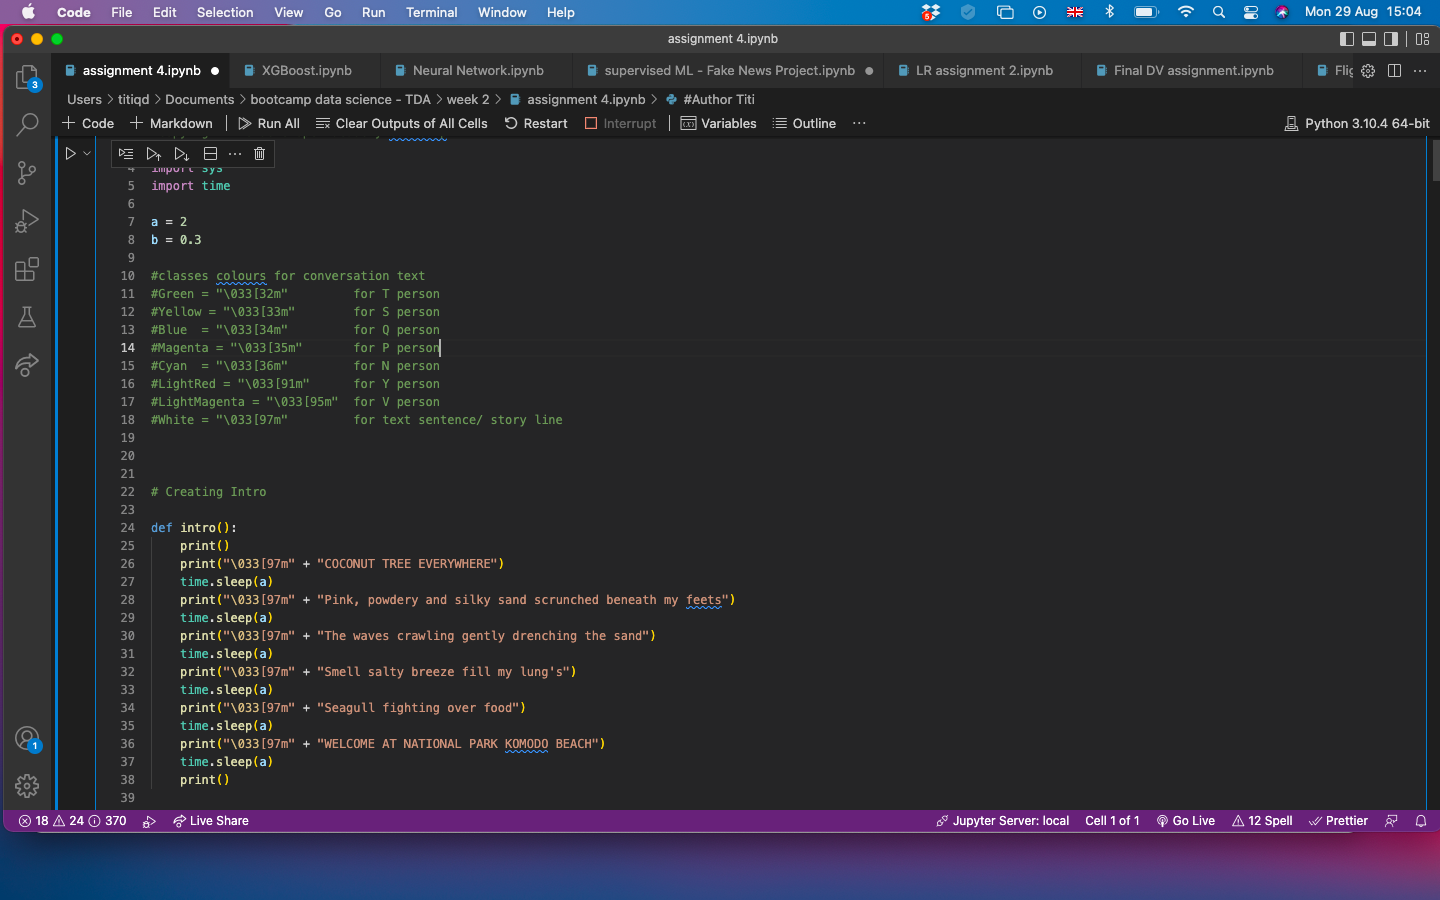 Code File Edit Selection View Go Run Terminal Window Help 5 Mon 29 Aug 15:04
assignment 4.ipynb
assignment 4.ipynb XGBoost.ipynb Neural Network.ipynb supervised ML - Fake News Project.ipynb LR assignment 2.ipynb Final DV assignment.ipynb
3
Users > titiqd > Documents > bootcamp data science - TDA > week 2 > assignment 4.ipynb > #Author Titi
+ Code + Markdown Run All Clear Outputs of All Cells Restart Interrupt Variables Outline ... Python 3.10.4 64-bit
4 import sys
5 import time
6
7 a = 2
8 b = 0.3
9
10 #classes colours for conversation text
11 #Green = "\033[32m" for T person
12 #Yellow = "\033[33m" for S person
13 #Blue = "\033[34m" for Q person
14 #Magenta = "\033[35m" for P person
15 #Cyan = "\033[36m" for N person
16 #LightRed = "\033[91m" for Y person
17 #LightMagenta = "\033[95m" for V person
18 #White = "\033[97m" for text sentence/ story line
19
20
21
22 # Creating Intro
23
24 def intro():
25 print()
26 print("\033[97m" + "COCONUT TREE EVERYWHERE")
27 time.sleep(a)
28 print("\033[97m" + "Pink, powdery and silky sand scrunched beneath my feets")
29 time.sleep(a)
30 print("\033[97m" + "The waves crawling gently drenching the sand")
31 time.sleep(a)
32 print("\033[97m" + "Smell salty breeze fill my lung's")
33 time.sleep(a)
34 print("\033[97m" + "Seagull fighting over food")
35 time.sleep(a)
36 print("\033[97m" + "WELCOME AT NATIONAL PARK KOMODO BEACH")
37 time.sleep(a)
38 print()
39
1
18 24 370 Live Share Jupyter Server: local Cell 1 of 1 Go Live 12 Spell Prettier